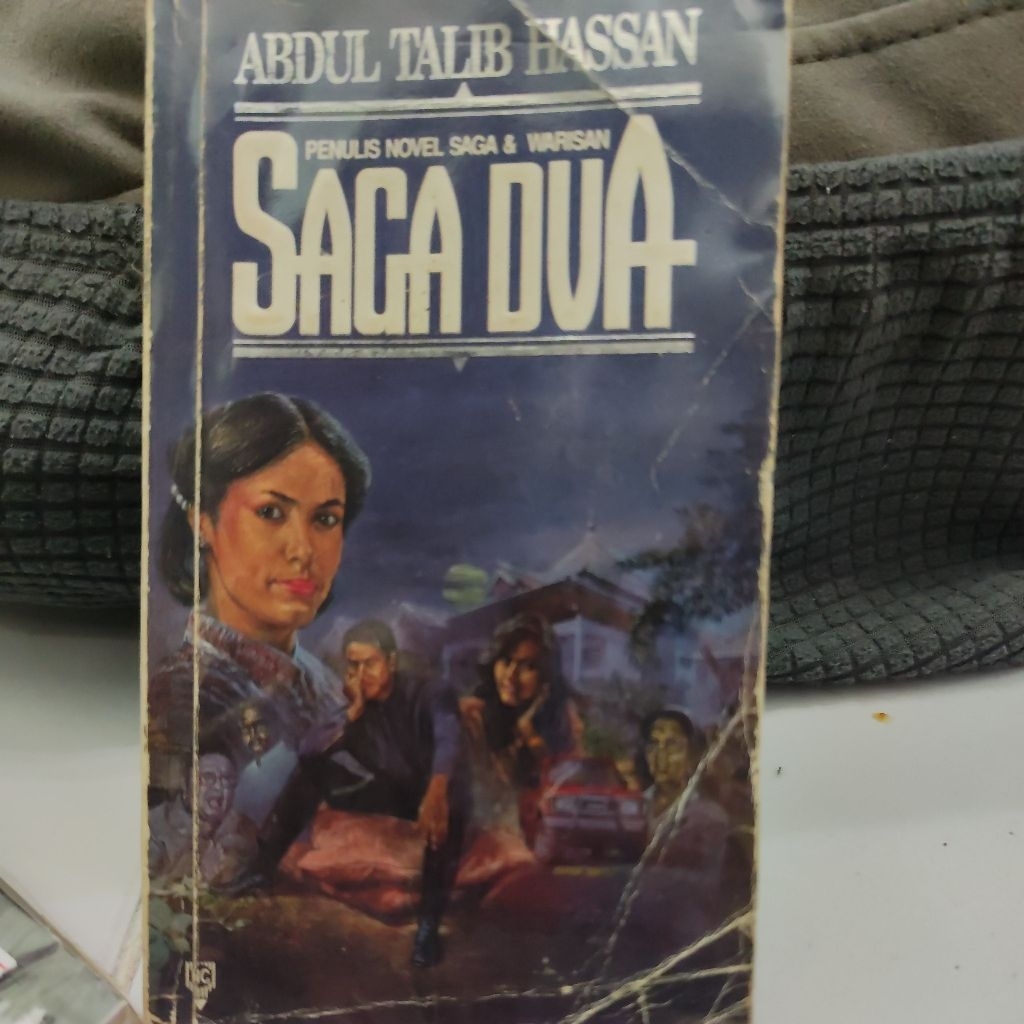 ABDUL TALIB HASSAN
PENULIS NOVEL SAGA & WARISAN
SAGA DUA